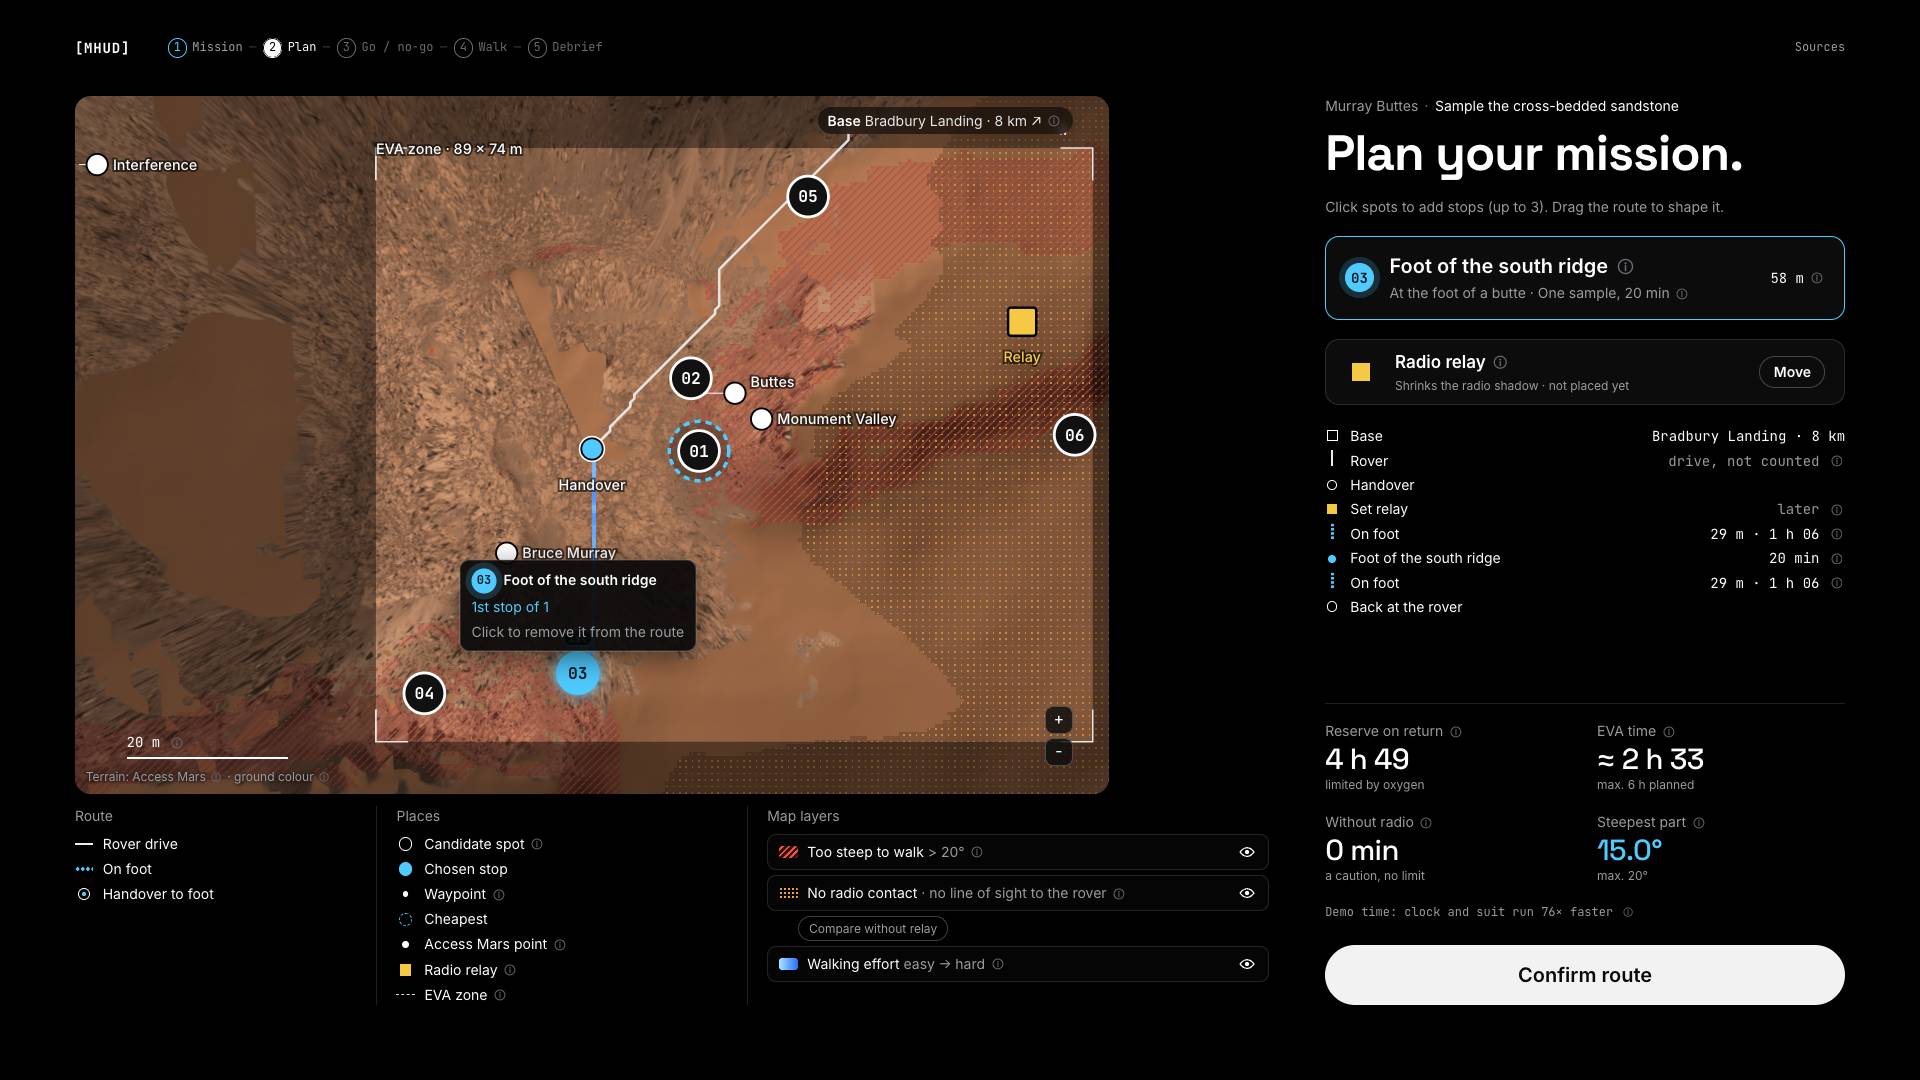 [MHUD]
1 Mission – 2 Plan – 3 Go / no-go – 4 Walk – 5 Debrief
Sources
Base Bradbury Landing · 8 km ↗
EVA zone · 89 × 74 m
Interference
05
Relay
02
Buttes
Monument Valley
01
06
Handover
Bruce Murray
03 Foot of the south ridge
1st stop of 1
Click to remove it from the route
03
04
+
-
20 m
Terrain: Access Mars · ground colour
Route
Rover drive
On foot
Handover to foot
Places
Candidate spot
Chosen stop
Waypoint
Cheapest
Access Mars point
Radio relay
EVA zone
Map layers
Too steep to walk > 20°
No radio contact · no line of sight to the rover
Compare without relay
Walking effort easy → hard
Murray Buttes · Sample the cross-bedded sandstone
Plan your mission.
Click spots to add stops (up to 3). Drag the route to shape it.
03 Foot of the south ridge
58 m
At the foot of a butte · One sample, 20 min
Radio relay
Shrinks the radio shadow · not placed yet
Move
Base Bradbury Landing · 8 km
Rover drive, not counted
Handover
Set relay later
On foot 29 m · 1 h 06
Foot of the south ridge 20 min
On foot 29 m · 1 h 06
Back at the rover
Reserve on return
4 h 49
limited by oxygen
EVA time
≈ 2 h 33
max. 6 h planned
Without radio
0 min
a caution, no limit
Steepest part
15.0°
max. 20°
Demo time: clock and suit run 76× faster
Confirm route